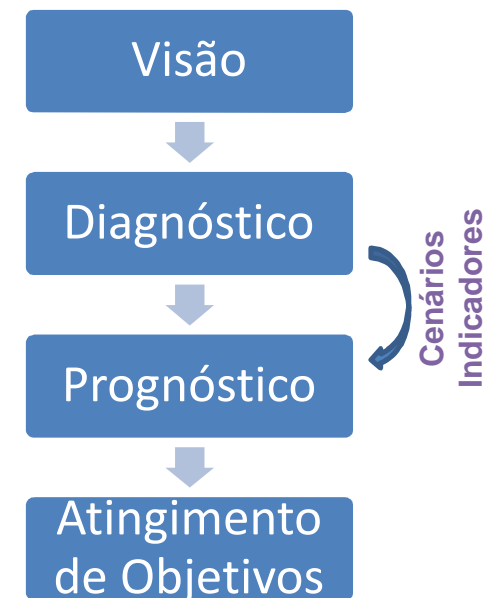 Visão
Diagnóstico
Cenários
Indicadores
Prognóstico
Atingimento
de Objetivos